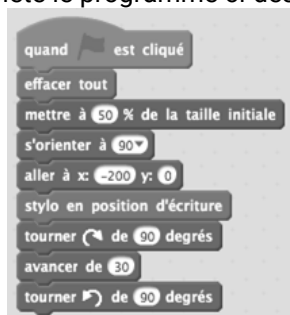 quand est cliqué
effacer tout
mettre à 50 % de la taille initiale
s'orienter à 90
aller à x: -200 y: 0
stylo en position d'écriture
tourner de 90 degrés
avancer de 30
tourner de 90 degrés